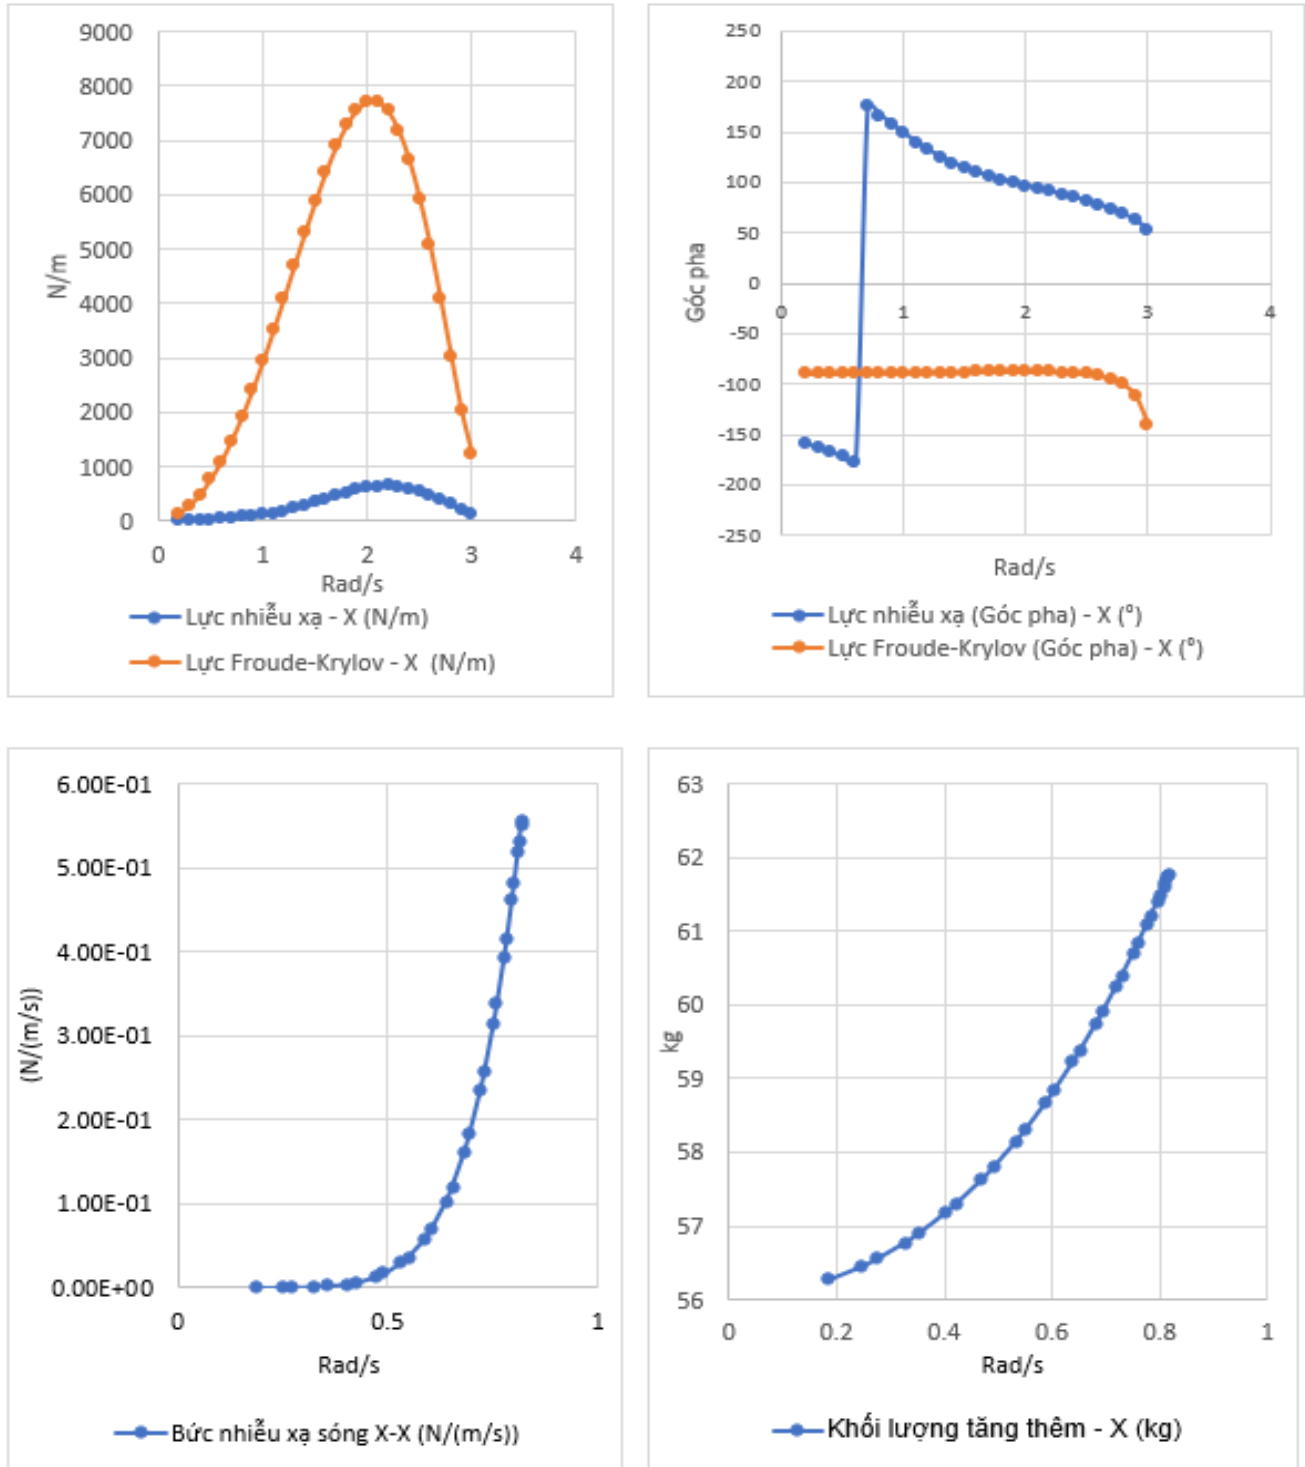 9000
8000
7000
6000
5000
4000
3000
2000
1000
0
N/m
0 1 2 3 4
Rad/s
Lực nhiễu xạ - X (N/m)
Lực Froude-Krylov - X (N/m)
250
200
150
100
50
0
-50
-100
-150
-200
-250
Góc pha
0 1 2 3 4
Rad/s
Lực nhiễu xạ (Góc pha) - X (⁰)
Lực Froude-Krylov (Góc pha) - X (⁰)
6.00E-01
5.00E-01
4.00E-01
3.00E-01
2.00E-01
1.00E-01
0.00E+00
(N/(m/s))
0 0.5 1
Rad/s
Bức nhiễu xạ sóng X-X (N/(m/s))
63
62
61
60
59
58
57
56
kg
0 0.2 0.4 0.6 0.8 1
Rad/s
Khối lượng tăng thêm - X (kg)